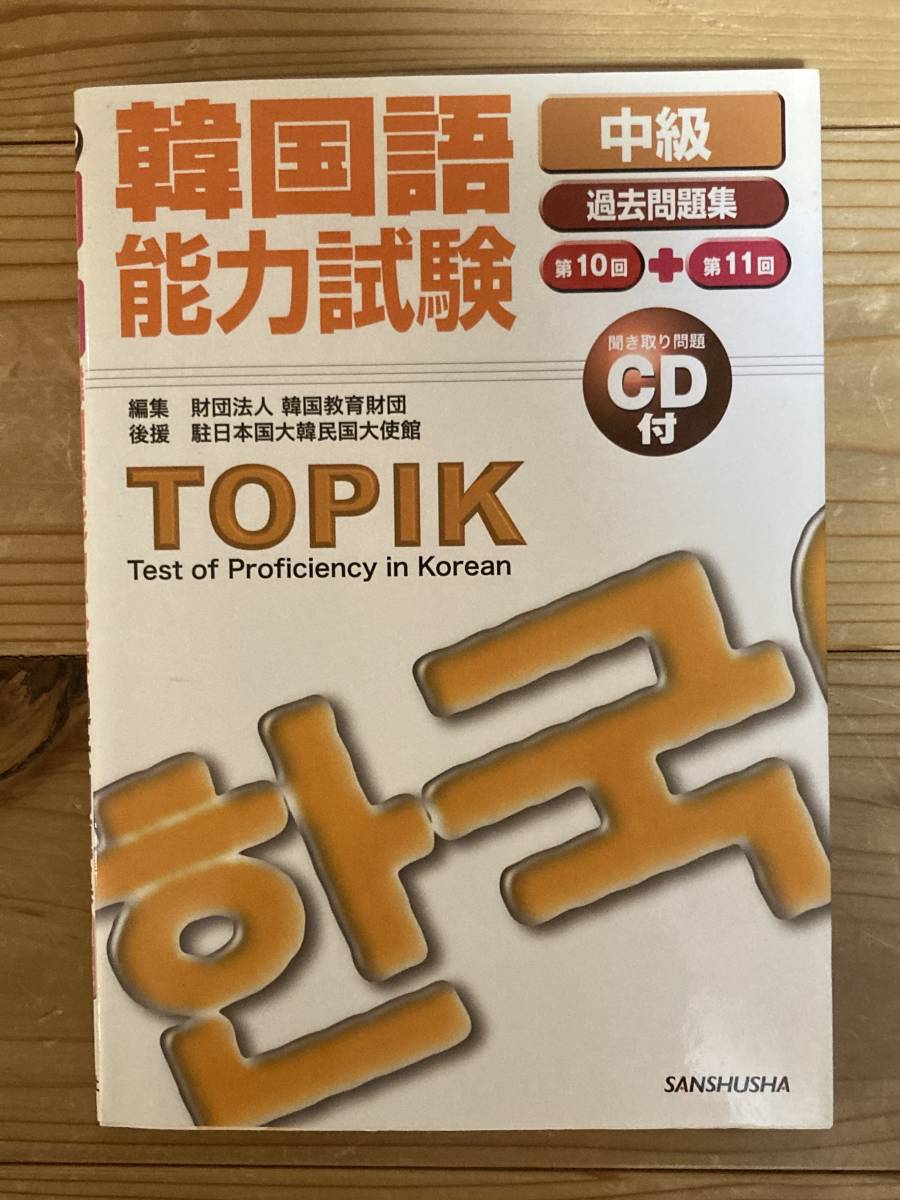 韓国語
能力試験
中級
過去問題集
第10回 + 第11回
聞き取り問題
CD
付
編集 財団法人 韓国教育財団
後援 駐日本国大韓民国大使館
TOPIK
Test of Proficiency in Korean
한국
SANSHUSHA